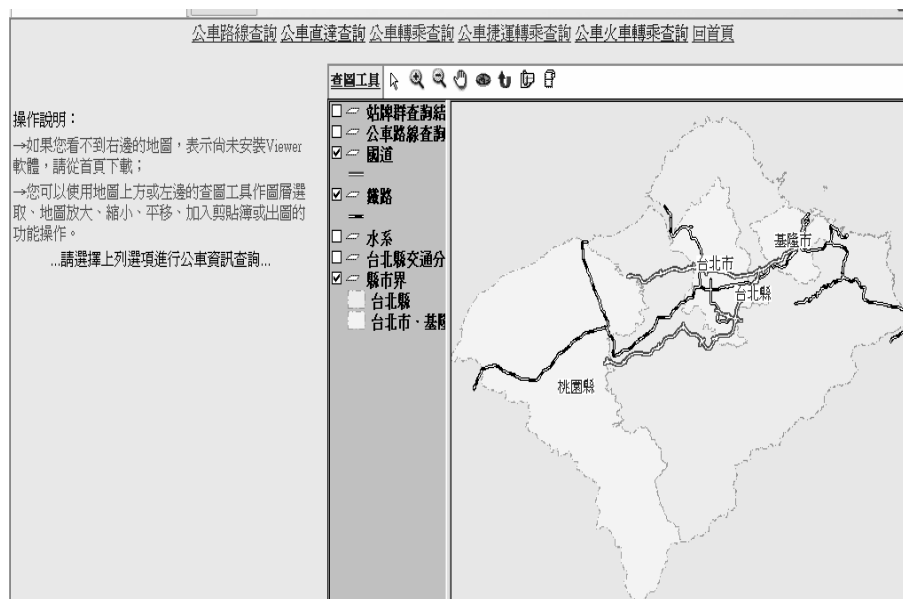 公車路線查詢 公車直達查詢 公車轉乘查詢 公車捷運轉乘查詢 公車火車轉乘查詢 回首頁
操作說明：
→如果您看不到右邊的地圖，表示尚未安裝Viewer
軟體，請從首頁下載；
→您可以使用地圖上方或左邊的查圖工具作圖層選
取、地圖放大、縮小、平移、加入剪貼簿或出圖的
功能操作。
...請選擇上列選項進行公車資訊查詢...
查圖工具
站牌群查詢結
公車路線查詢
國道
鐵路
水系
台北縣交通分
縣市界
台北縣
台北市．基隆
基隆市
台北市
台北縣
桃園縣